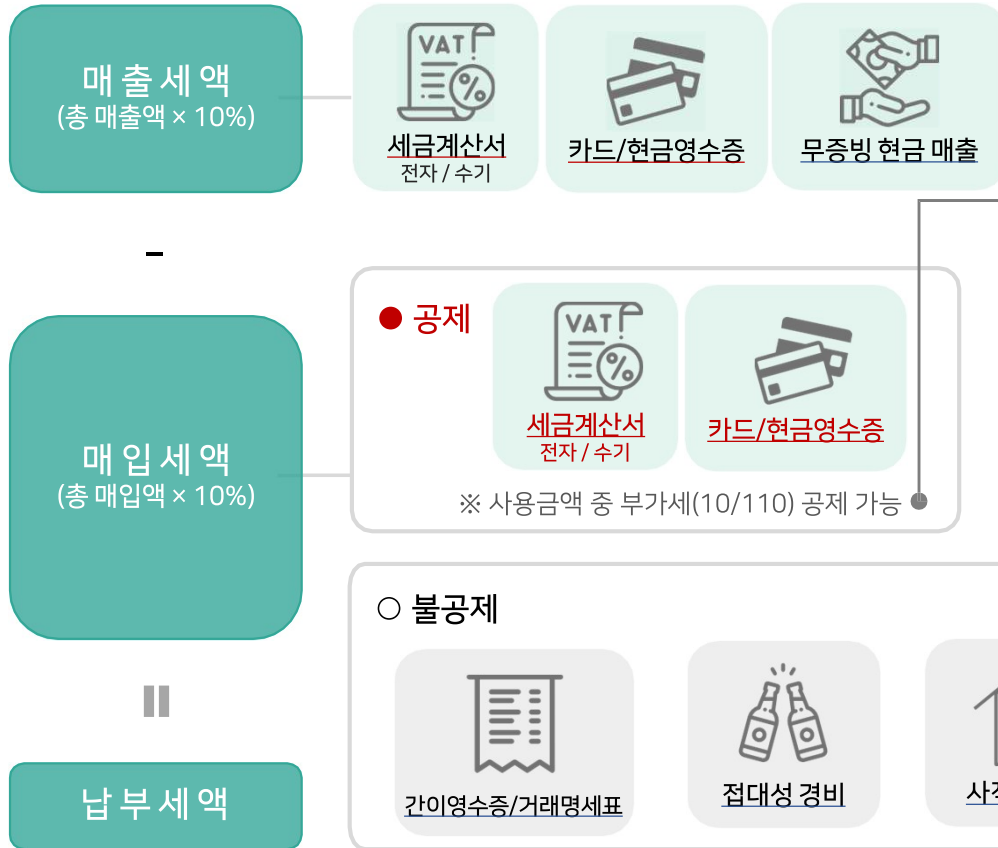 매출세액
(총 매출액 × 10%)
VAT
%
세금계산서
전자 / 수기
카드/현금영수증
무증빙 현금 매출
-
● 공제
VAT
%
세금계산서
전자 / 수기
카드/현금영수증
매입세액
(총 매입액 × 10%)
※ 사용금액 중 부가세(10/110) 공제 가능
○ 불공제
간이영수증/거래명세표
접대성 경비
납부세액